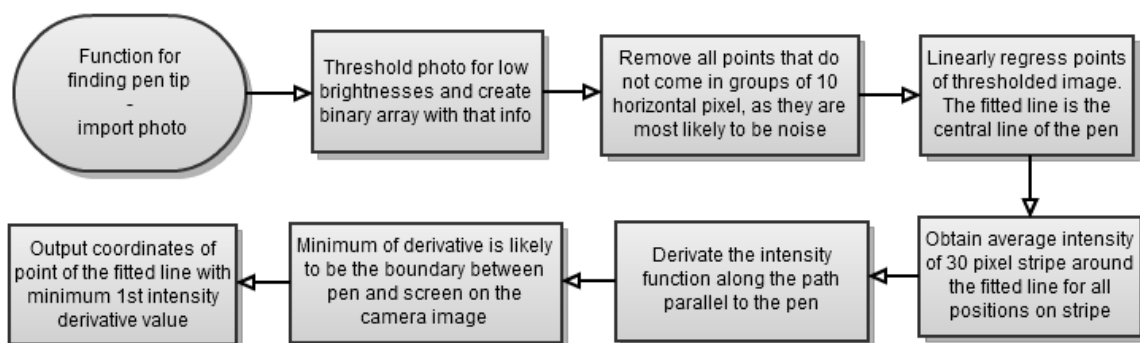 Function for
finding pen tip
-
import photo
Threshold photo for low
brightnesses and create
binary array with that info
Remove all points that do
not come in groups of 10
horizontal pixel, as they are
most likely to be noise
Linearly regress points
of thresholded image.
The fitted line is the
central line of the pen
Obtain average intensity
of 30 pixel stripe around
the fitted line for all
positions on stripe
Derivate the intensity
function along the path
parallel to the pen
Minimum of derivative is likely
to be the boundary between
pen and screen on the
camera image
Output coordinates of
point of the fitted line with
minimum 1st intensity
derivative value